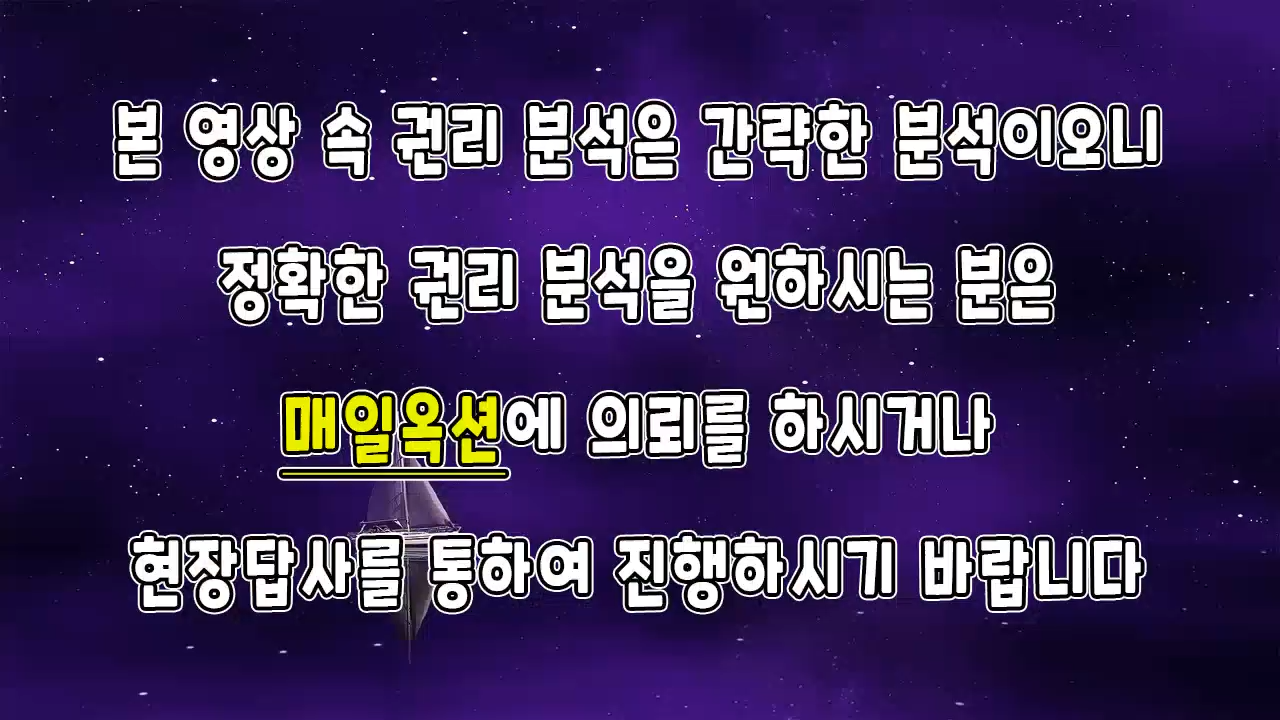 본 영상 속 권리 분석은 간략한 분석이오니
정확한 권리 분석을 원하시는 분은
매일옥션에 의뢰를 하시거나
현장답사를 통하여 진행하시기 바랍니다